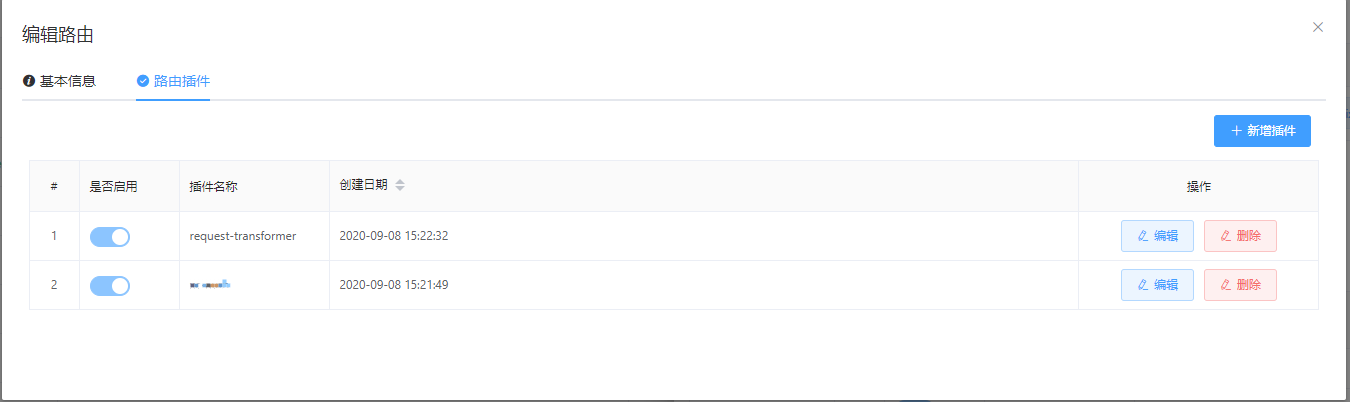 编辑路由
基本信息 路由插件
新增插件
# 是否启用 插件名称 创建日期 操作
1 request-transformer 2020-09-08 15:22:32 编辑 删除
2 2020-09-08 15:21:49 编辑 删除